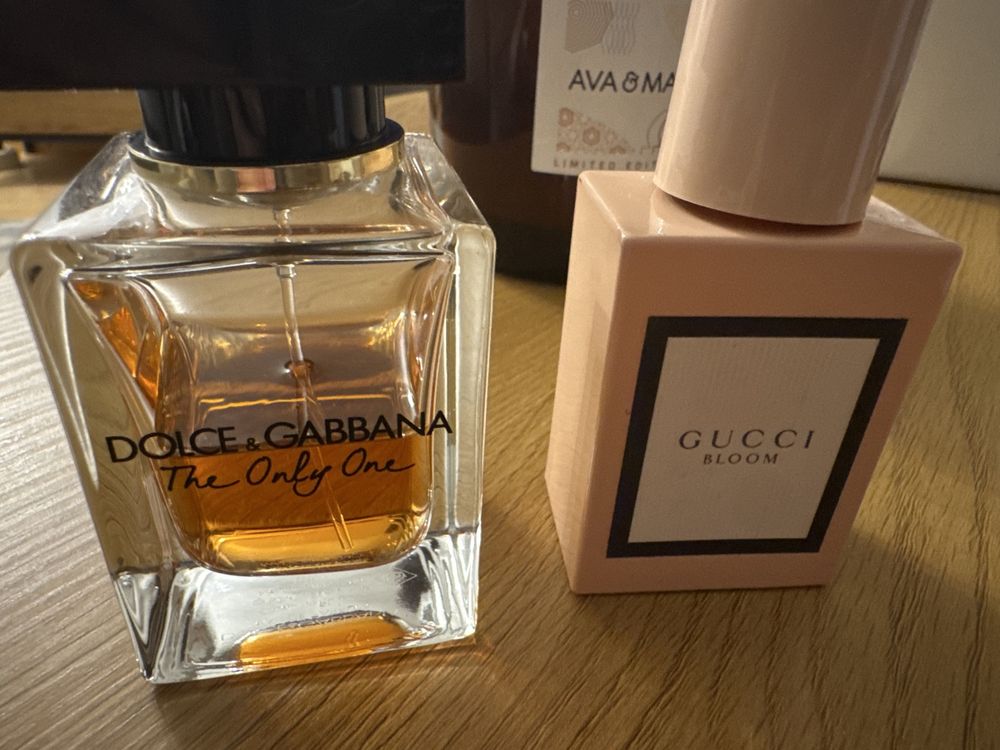 AVA & MA
LIMITED EDIT
DOLCE & GABBANA
The Only One
GUCCI
BLOOM